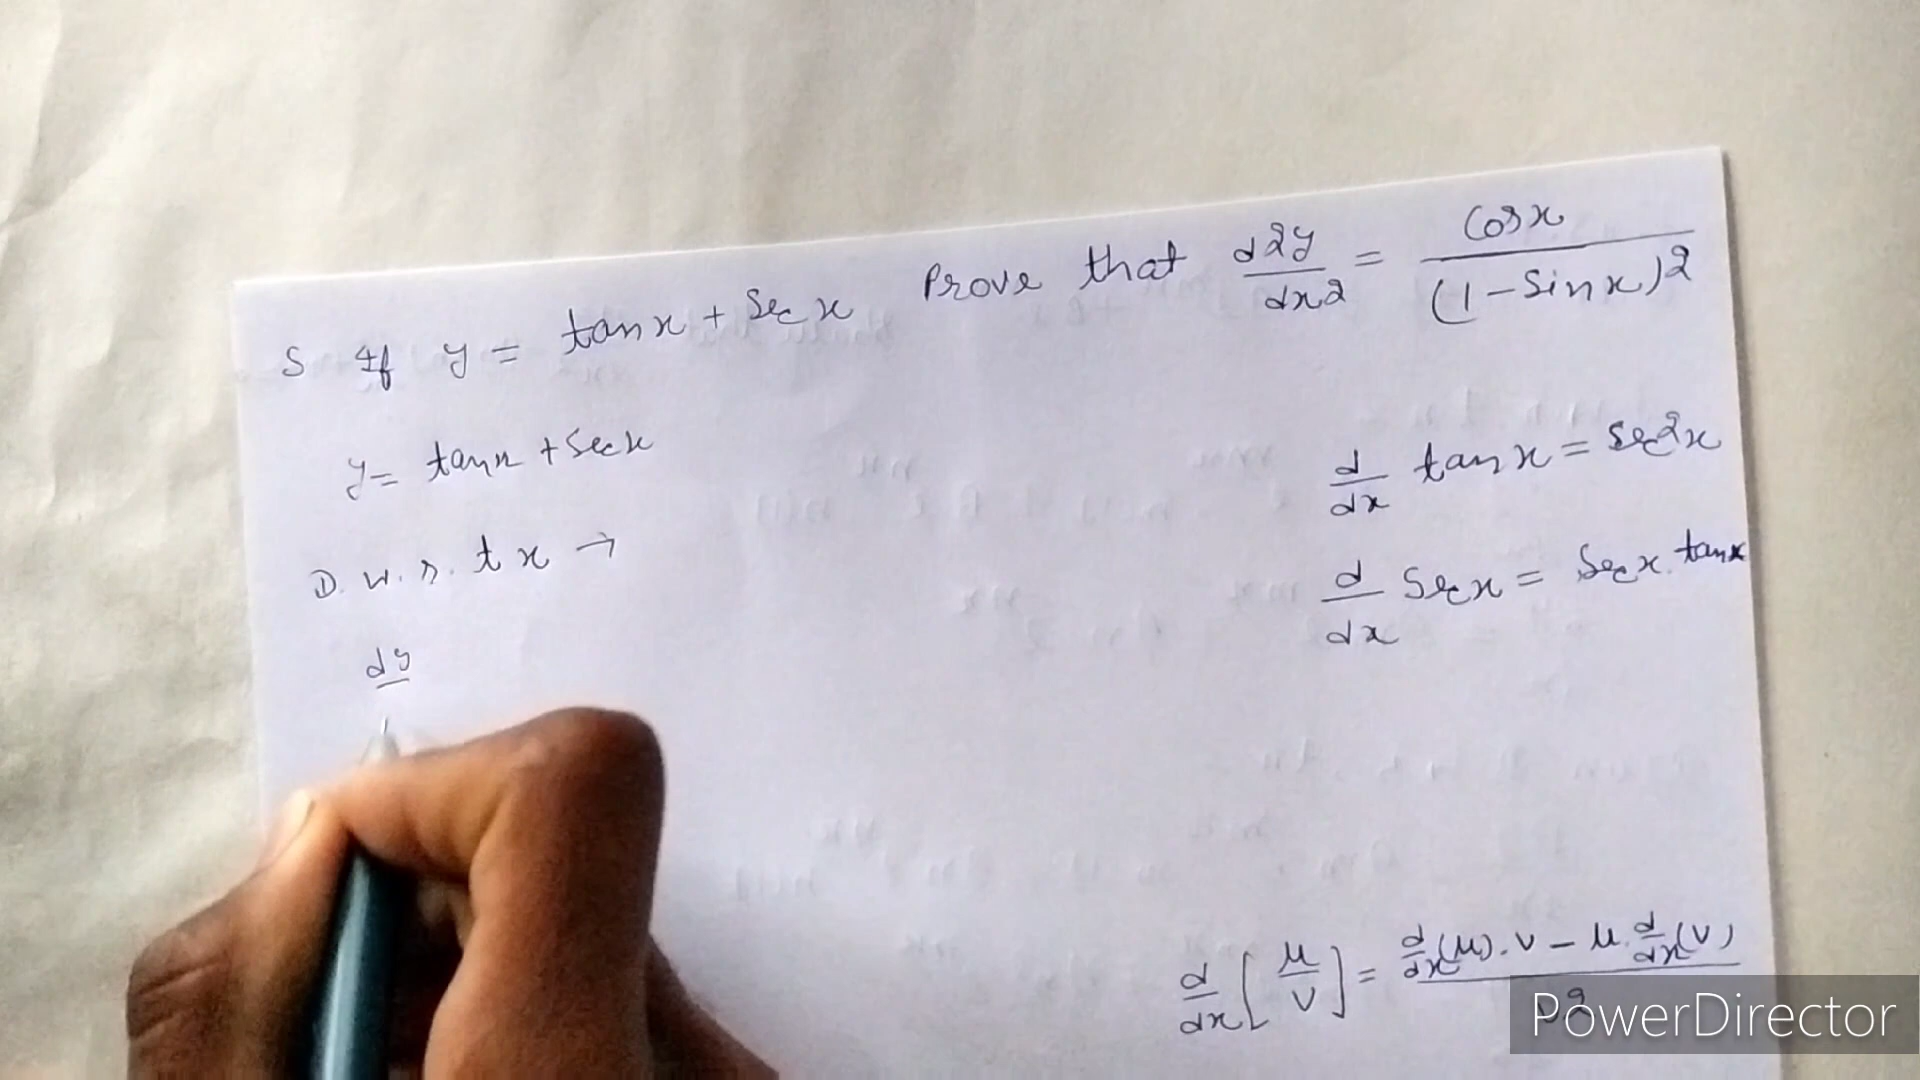 S If y = tan x + Sec x Prove that d2y/dx2 = Cos x/(1 - Sin x)2
y = tan x + Sec x
d/dx tan x = Sec2x
D. w. r. t x →
d/dx Sec x = Sec x. tan x
dy
d/dx [u/v] = d/dx(u). v - u. d/dx(v)/v2
PowerDirector